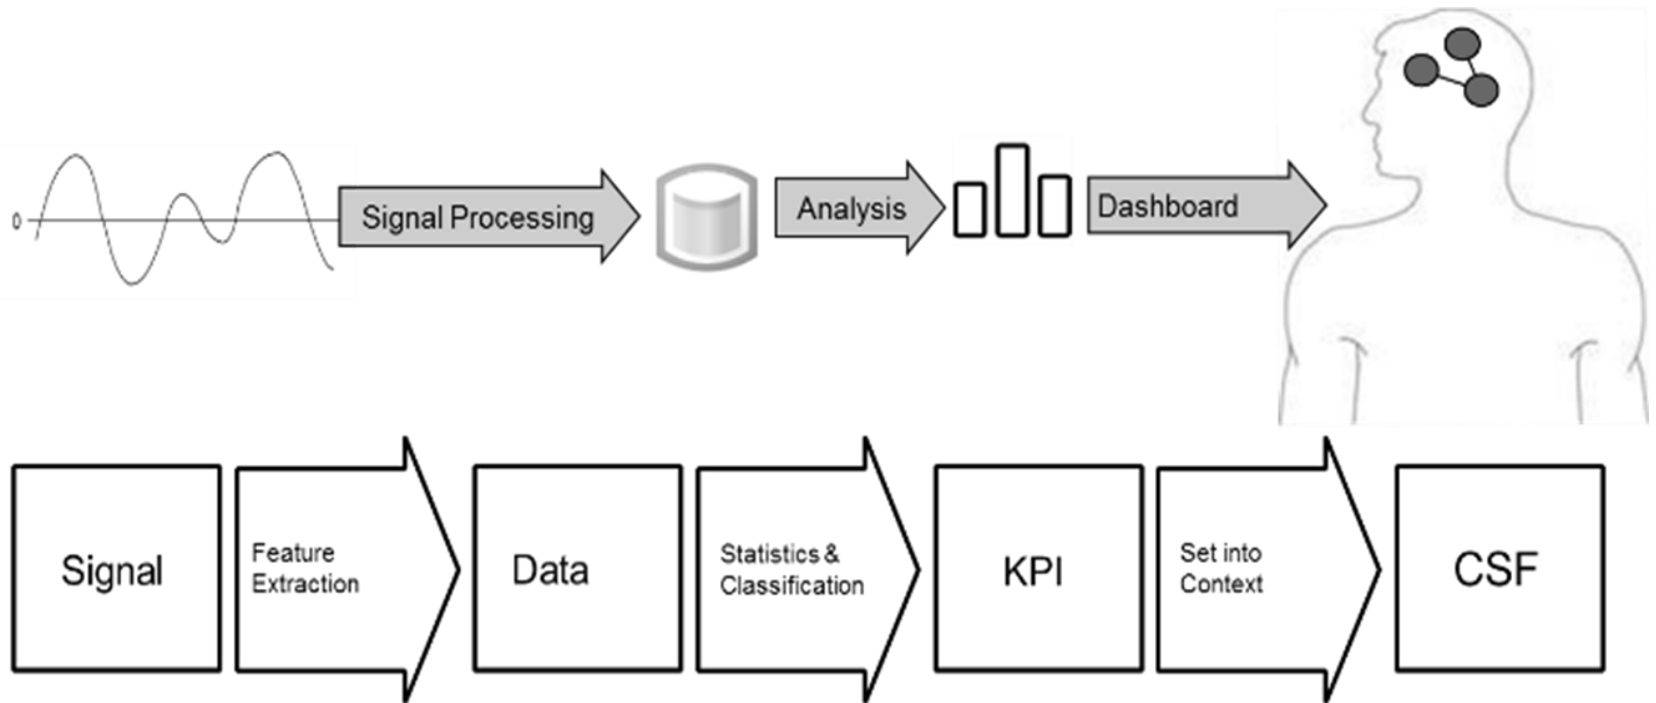 0
Signal Processing
Analysis
Dashboard
Signal
Feature
Extraction
Data
Statistics &
Classification
KPI
Set into
Context
CSF